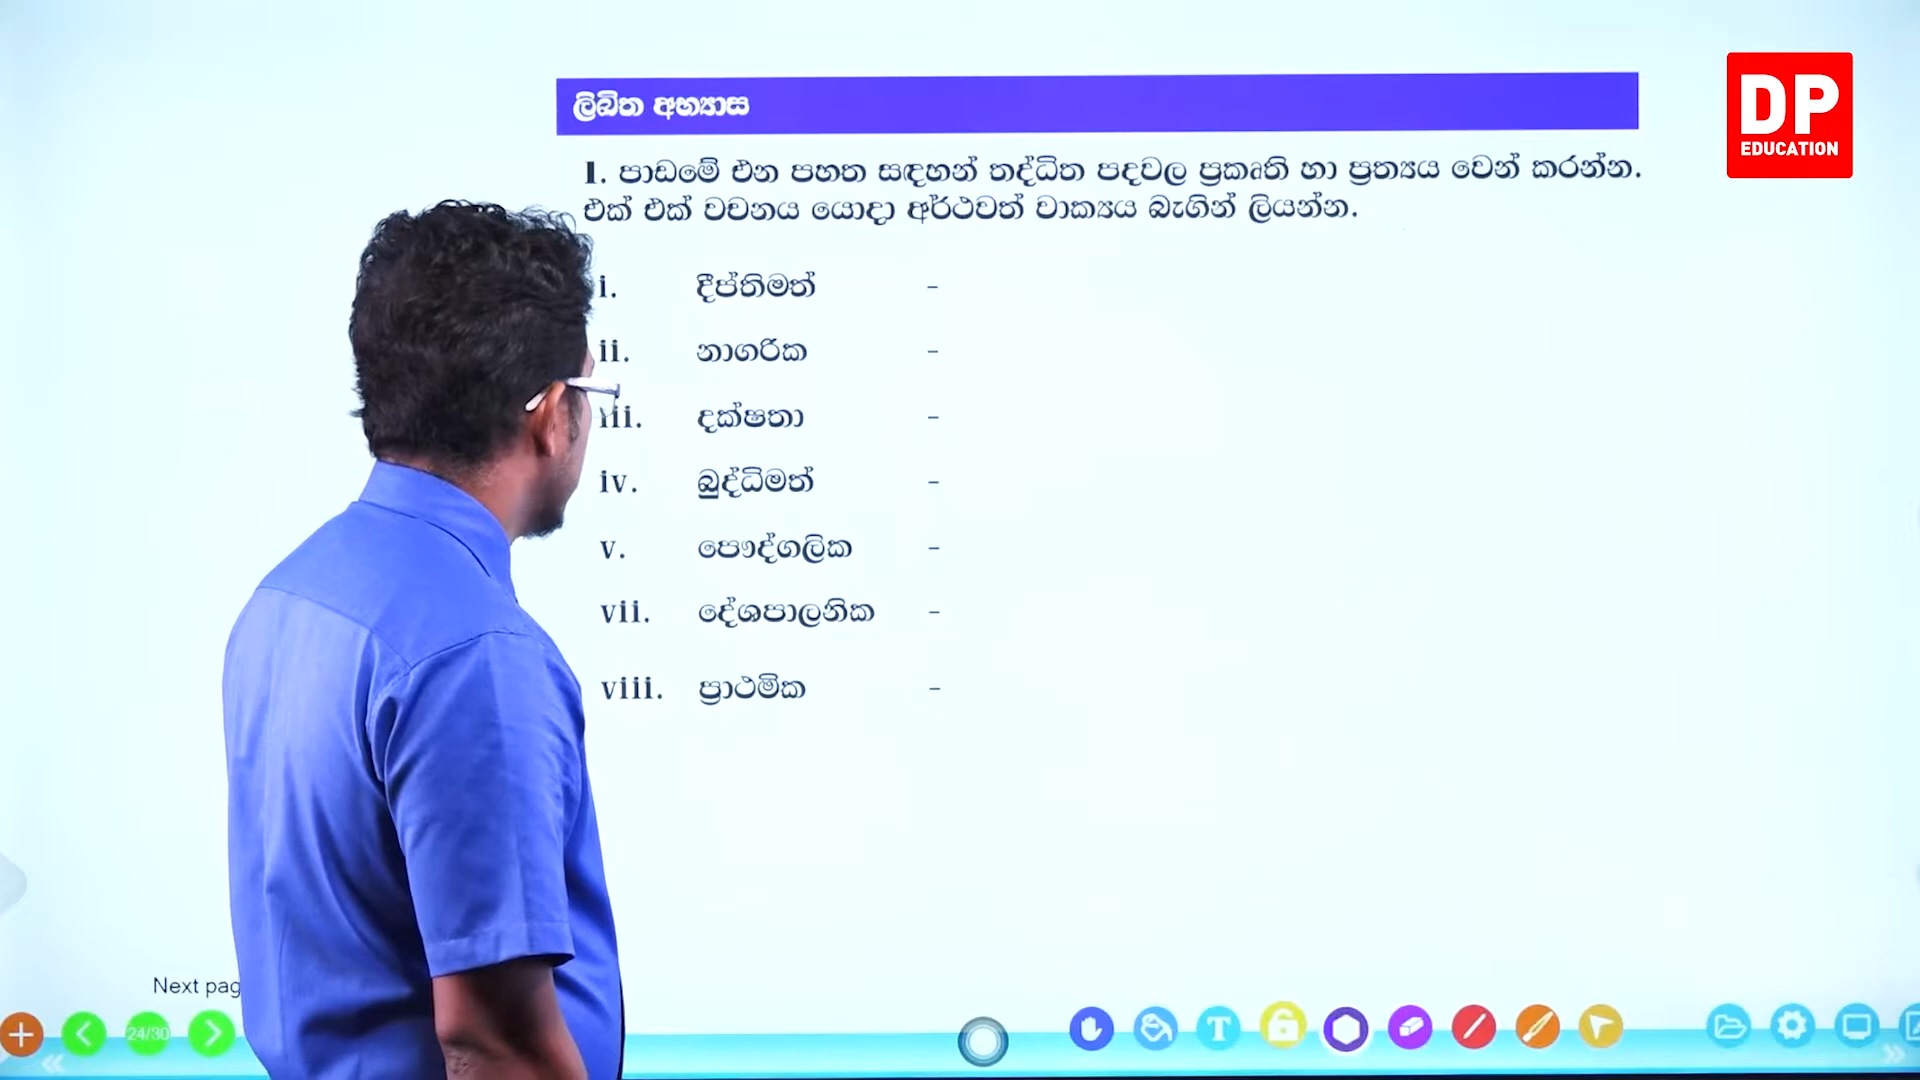 ලිඛිත අභ්‍යාස
DP
EDUCATION
1. පාඩමේ එන පහත සඳහන් තද්ධිත පදවල ප්‍රකෘති හා ප්‍රත්‍යය වෙන් කරන්න.
එක් එක් වචනය යොදා අර්ථවත් වාක්‍යය බැගින් ලියන්න.
i. දීප්තිමත් -
ii. නාගරික -
iii. දක්ෂතා -
iv. බුද්ධිමත් -
v. පෞද්ගලික -
vii. දේශපාලනික -
viii. ප්‍රාථමික -
Next pag
24/30